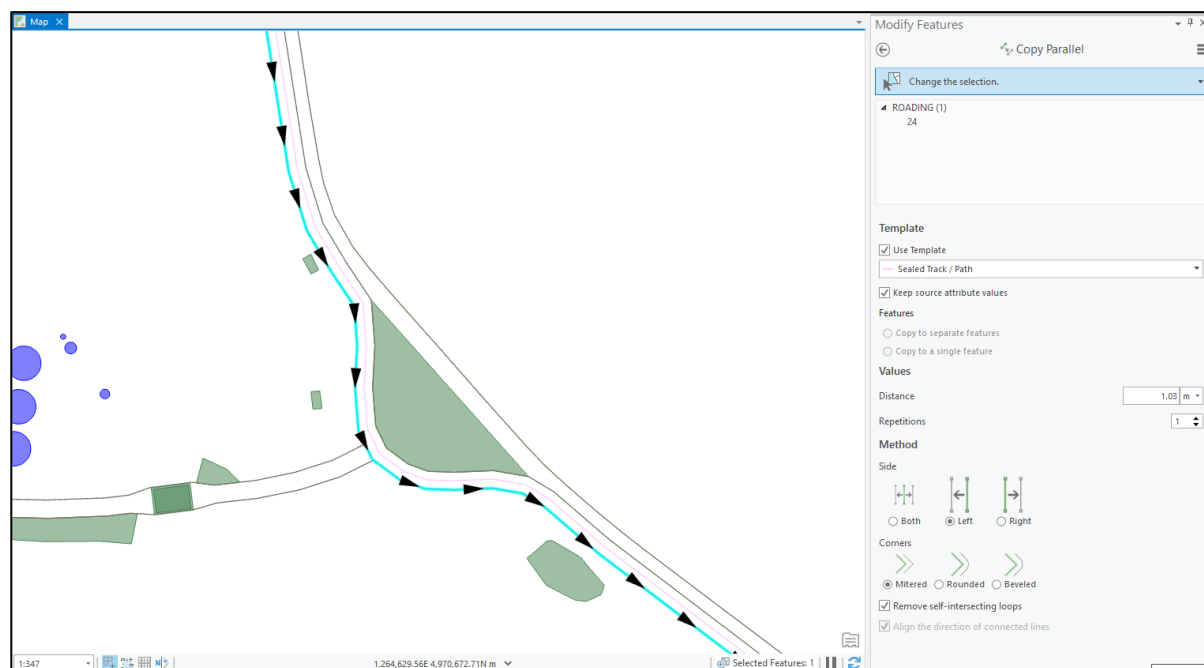 Map
Modify Features
Copy Parallel
Change the selection.
ROADING (1)
24
Template
Use Template
Sealed Track / Path
Keep source attribute values
Features
Copy to separate features
Copy to a single feature
Values
Distance
1.03 m
Repetitions
1
Method
Side
Both
Left
Right
Corners
Mitered
Rounded
Beveled
Remove self-intersecting loops
Align the direction of connected lines
1:347
1,264,629.56E 4,970,672.71N m
Selected Features: 1